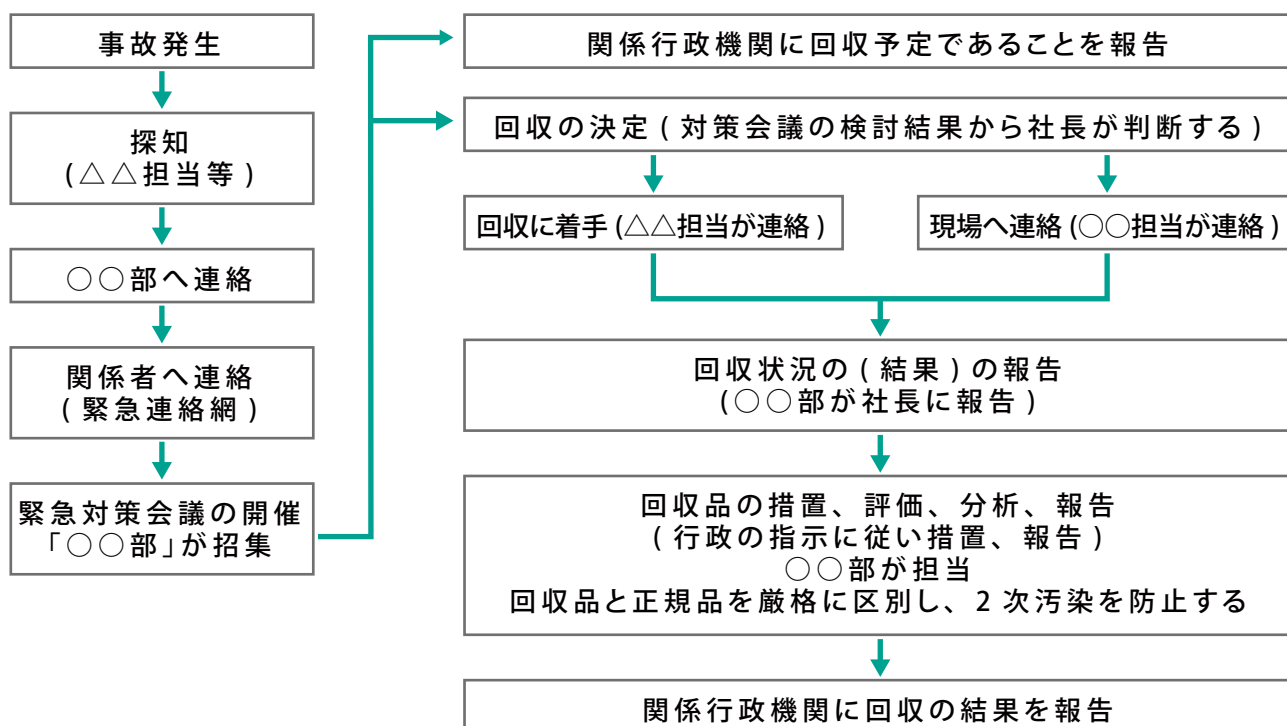 事故発生
探知
(△△担当等)
○○部へ連絡
関係者へ連絡
(緊急連絡網)
緊急対策会議の開催
「○○部」が招集
関係行政機関に回収予定であることを報告
回収の決定(対策会議の検討結果から社長が判断する)
回収に着手(△△担当が連絡)
現場へ連絡(○○担当が連絡)
回収状況の(結果)の報告
(○○部が社長に報告)
回収品の措置、評価、分析、報告
(行政の指示に従い措置、報告)
○○部が担当
回収品と正規品を厳格に区別し、2次汚染を防止する
関係行政機関に回収の結果を報告